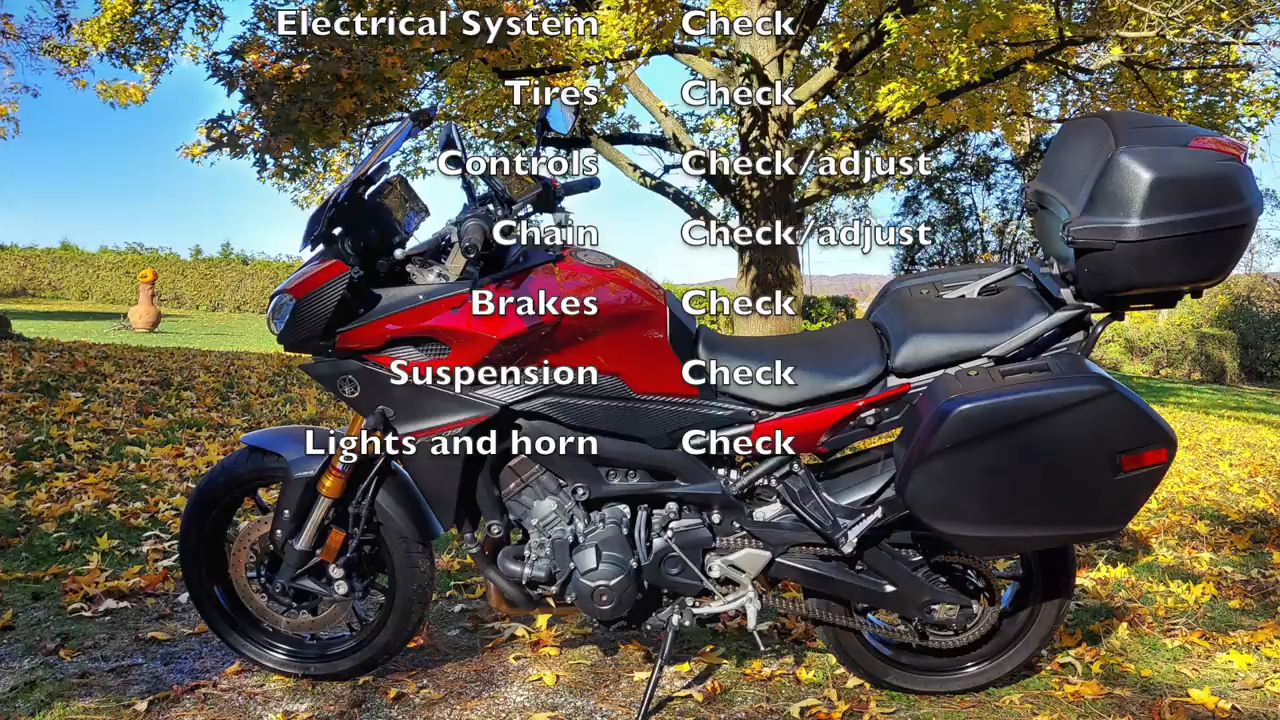 Electrical System Check
Tires Check
Controls Check/adjust
Chain Check/adjust
Brakes Check
Suspension Check
Lights and horn Check